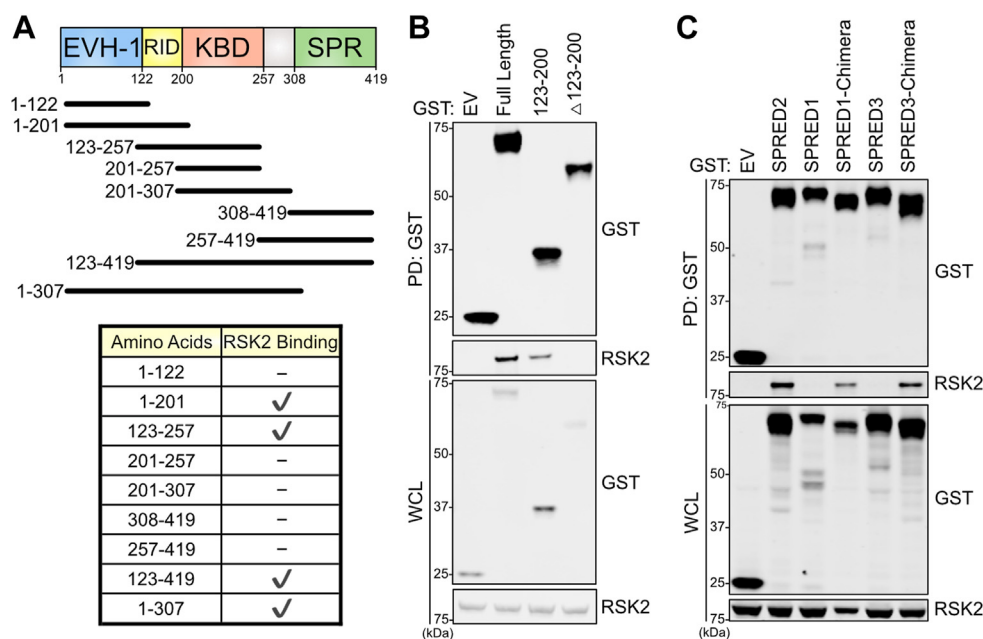 A
EVH-1 RID KBD SPR
1 122 200 257 308 419
1-122
1-201
123-257
201-257
201-307
308-419
257-419
123-419
1-307
Amino Acids RSK2 Binding
1-122 –
1-201 ✓
123-257 ✓
201-257 –
201-307 –
308-419 –
257-419 –
123-419 ✓
1-307 ✓
B
GST: EV Full Length 123-200 △123-200
PD: GST
75-
50-
37-
25-
GST
75-
RSK2
WCL
75-
50-
37-
25-
GST
75-
RSK2
(kDa)
C
GST: EV SPRED2 SPRED1 SPRED1-Chimera SPRED3 SPRED3-Chimera
PD: GST
75-
50-
37-
25-
GST
75-
RSK2
WCL
75-
50-
37-
25-
GST
75-
RSK2
(kDa)